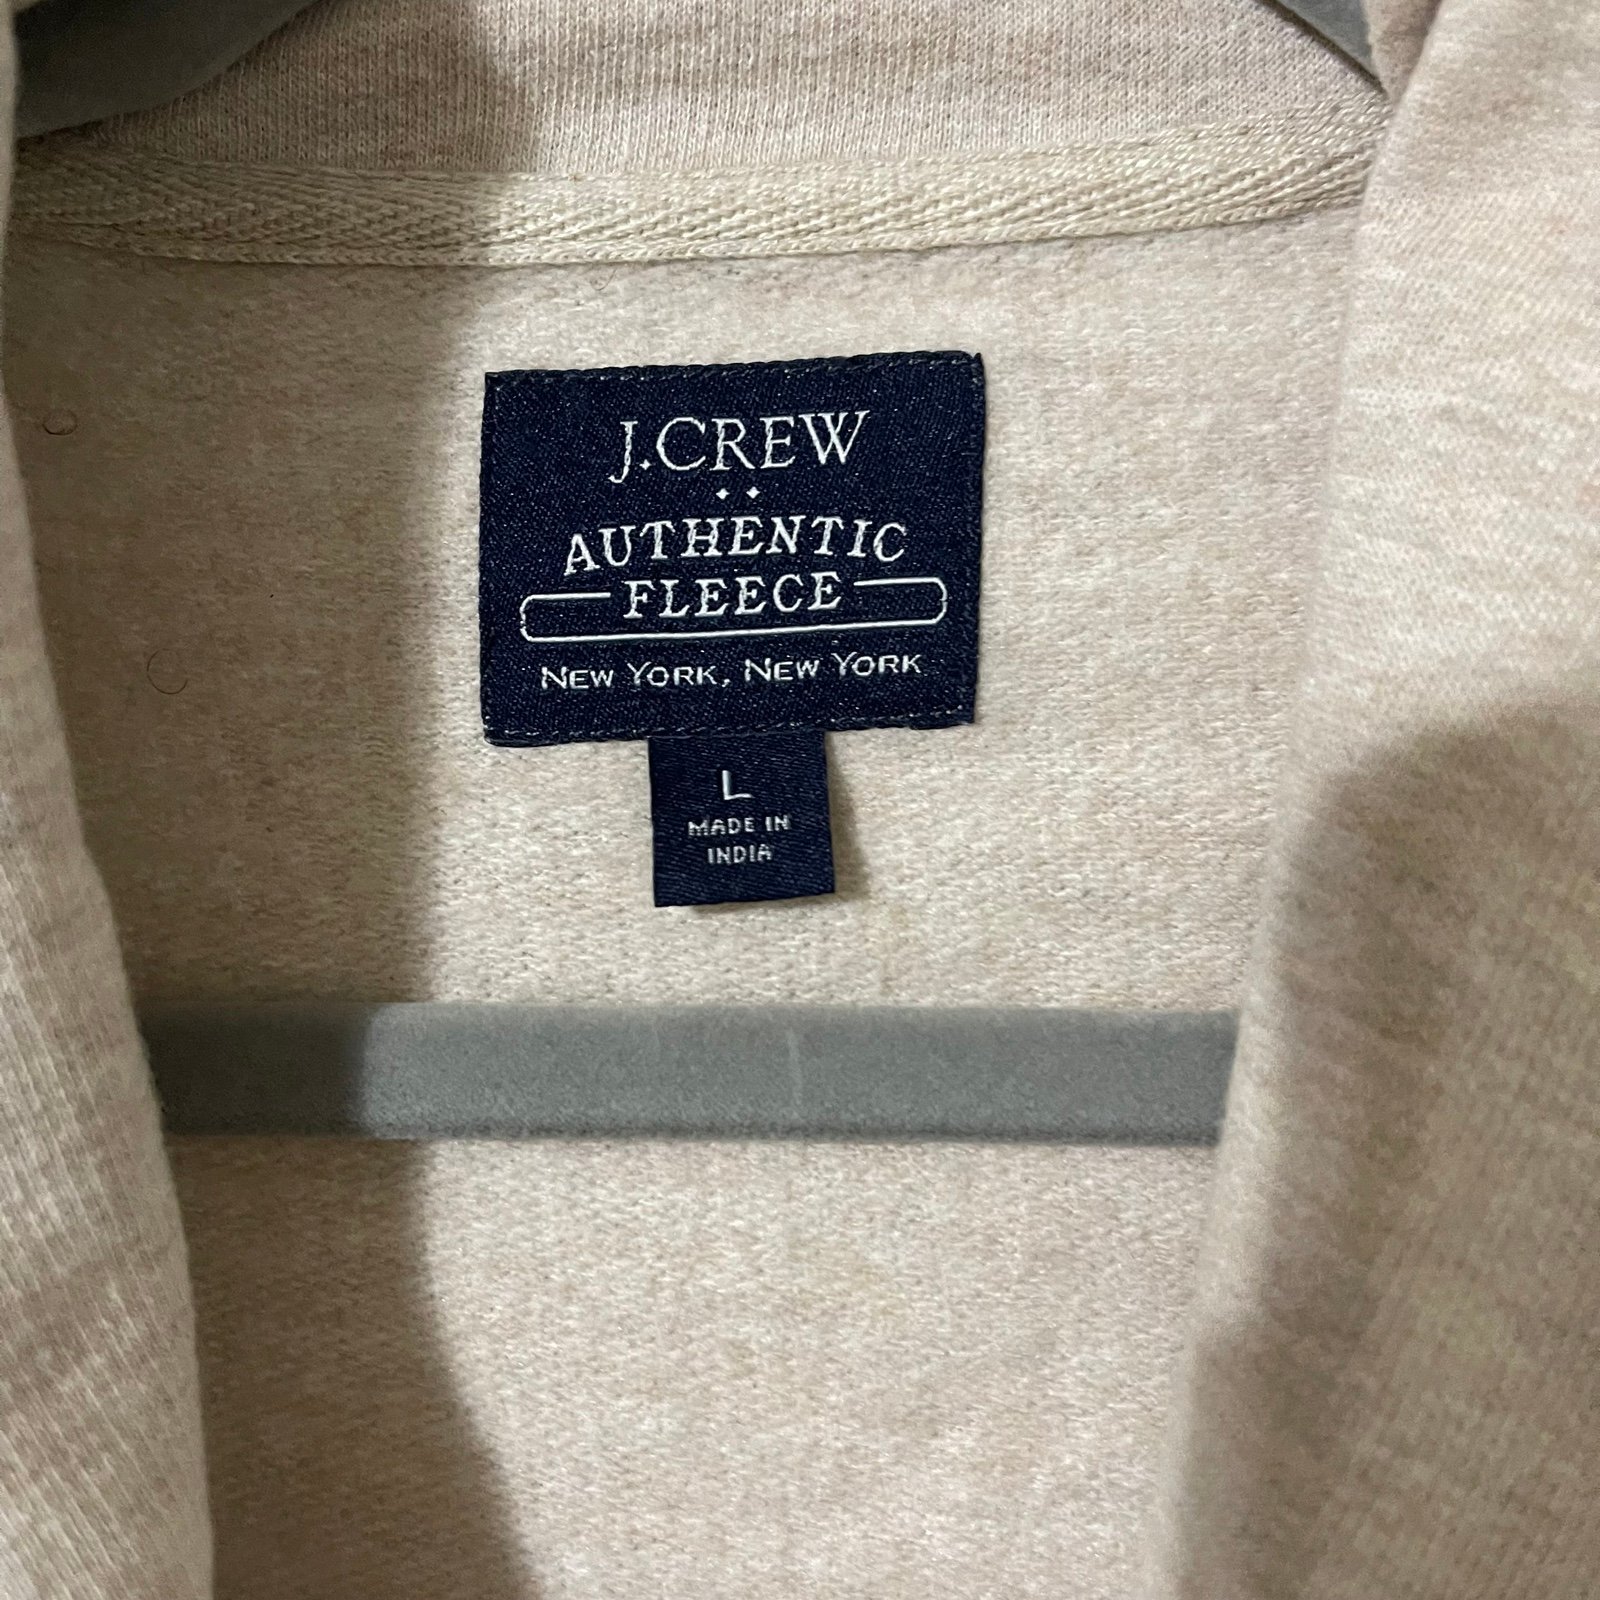 J.CREW
AUTHENTIC
FLEECE
NEW YORK, NEW YORK
L
MADE IN
INDIA